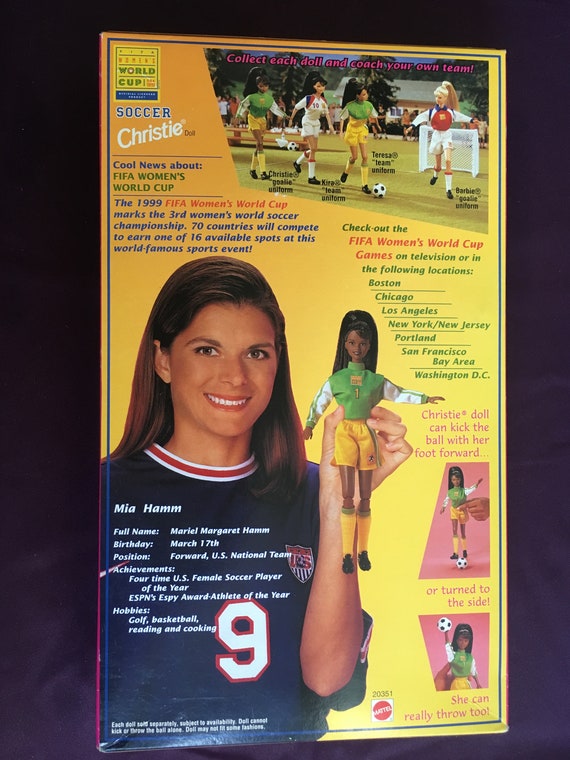 FIFA
WOMEN'S
WORLD
CUP
OFFICIAL LICENSED
PRODUCT
SOCCER
Christie® Doll
Collect each doll and coach your own team!
Christie®
"goalie"
uniform
Kira®
"team"
uniform
Teresa®
"team"
uniform
Barbie®
"goalie"
uniform
Cool News about:
FIFA WOMEN'S
WORLD CUP
The 1999 FIFA Women's World Cup
marks the 3rd women's world soccer
championship. 70 countries will compete
to earn one of 16 available spots at this
world-famous sports event!
Check-out the
FIFA Women's World Cup
Games on television or in
the following locations:
Boston
Chicago
Los Angeles
New York/New Jersey
Portland
San Francisco
Bay Area
Washington D.C.
Christie® doll
can kick the
ball with her
foot forward...
or turned to
the side!
She can
really throw too!
1
Mia Hamm
Full Name: Mariel Margaret Hamm
Birthday: March 17th
Position: Forward, U.S. National Team
Achievements:
Four time U.S. Female Soccer Player
of the Year
ESPN's Espy Award-Athlete of the Year
Hobbies:
Golf, basketball,
reading and cooking
9
20351
MATTEL
Each doll sold separately, subject to availability. Doll cannot
kick or throw the ball alone. Doll may not fit some fashions.